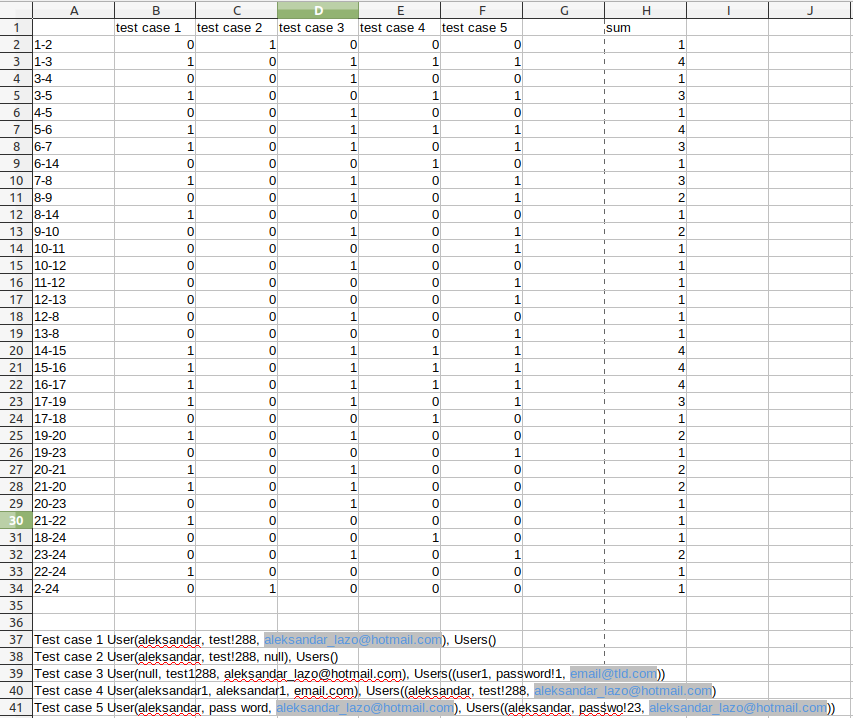 A B C D E F G H I J
1 test case 1 test case 2 test case 3 test case 4 test case 5 sum
2 1-2 0 1 0 0 0 1
3 1-3 1 0 1 1 1 4
4 3-4 0 0 1 0 0 1
5 3-5 1 0 0 1 1 3
6 4-5 0 0 1 0 0 1
7 5-6 1 0 1 1 1 4
8 6-7 1 0 1 0 1 3
9 6-14 0 0 0 1 0 1
10 7-8 1 0 1 0 1 3
11 8-9 0 0 1 0 1 2
12 8-14 1 0 0 0 0 1
13 9-10 0 0 1 0 1 2
14 10-11 0 0 0 0 1 1
15 10-12 0 0 1 0 0 1
16 11-12 0 0 0 0 1 1
17 12-13 0 0 0 0 1 1
18 12-8 0 0 1 0 0 1
19 13-8 0 0 0 0 1 1
20 14-15 1 0 1 1 1 4
21 15-16 1 0 1 1 1 4
22 16-17 1 0 1 1 1 4
23 17-19 1 0 1 0 1 3
24 17-18 0 0 0 1 0 1
25 19-20 1 0 1 0 0 2
26 19-23 0 0 0 0 1 1
27 20-21 1 0 1 0 0 2
28 21-20 1 0 1 0 0 2
29 20-23 0 0 1 0 0 1
30 21-22 1 0 0 0 0 1
31 18-24 0 0 0 1 0 1
32 23-24 0 0 1 0 1 2
33 22-24 1 0 0 0 0 1
34 2-24 0 1 0 0 0 1
35
36
37 Test case 1 User(aleksandar, test!288, aleksandar_lazo@hotmail.com), Users()
38 Test case 2 User(aleksandar, test!288, null), Users()
39 Test case 3 User(null, test1288, aleksandar_lazo@hotmail.com), Users((user1, password!1, email@tld.com))
40 Test case 4 User(aleksandar1, aleksandar1, email.com), Users((aleksandar, test!288, aleksandar_lazo@hotmail.com)
41 Test case 5 User(aleksandar, pass word, aleksandar_lazo@hotmail.com), Users((aleksandar, passwo!23, aleksandar_lazo@hotmail.com))